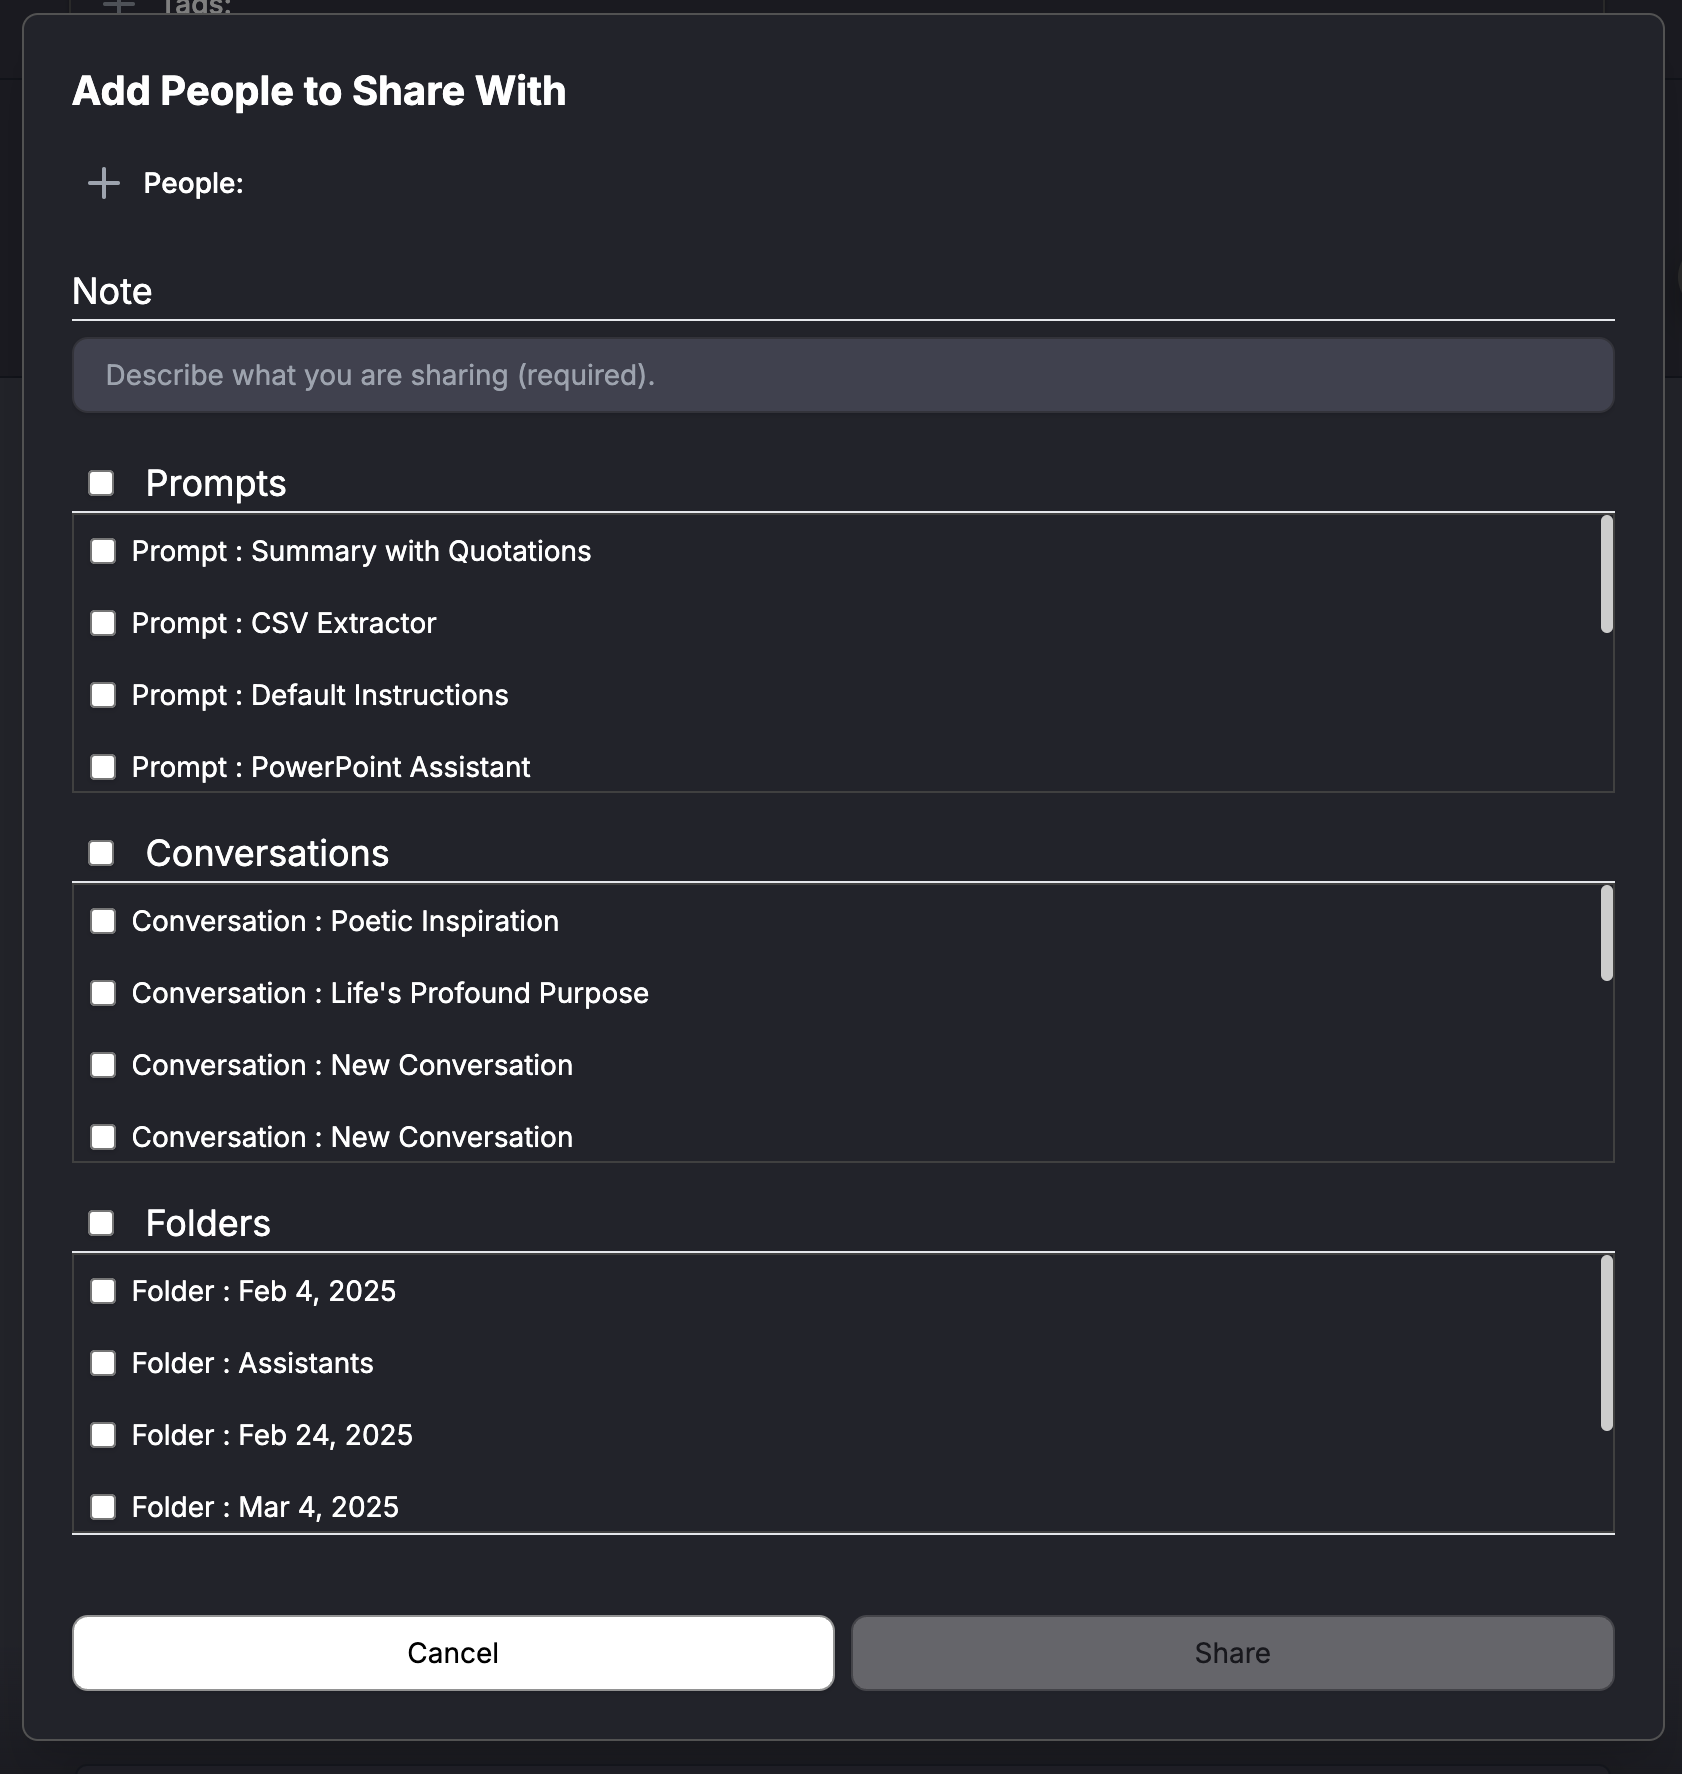 Tags:
Add People to Share With
People:
Note
Describe what you are sharing (required).
Prompts
Prompt : Summary with Quotations
Prompt : CSV Extractor
Prompt : Default Instructions
Prompt : PowerPoint Assistant
Conversations
Conversation : Poetic Inspiration
Conversation : Life's Profound Purpose
Conversation : New Conversation
Conversation : New Conversation
Folders
Folder : Feb 4, 2025
Folder : Assistants
Folder : Feb 24, 2025
Folder : Mar 4, 2025
Cancel
Share